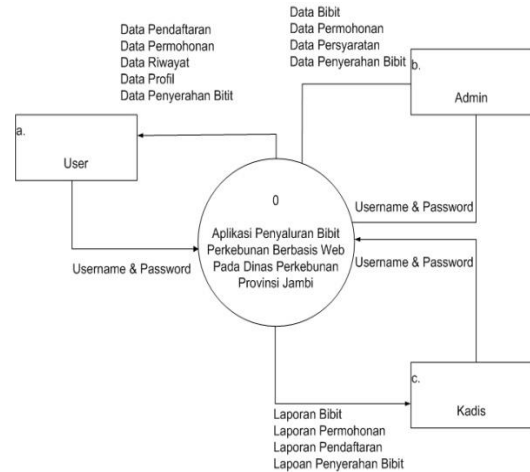 Data Pendaftaran
Data Permohonan
Data Riwayat
Data Profil
Data Penyerahan Bitit
Data Bibit
Data Permohonan
Data Persyaratan
Data Penyerahan Bibit
a.
User
b.
Admin
0
Aplikasi Penyaluran Bibit
Perkebunan Berbasis Web
Pada Dinas Perkebunan
Provinsi Jambi
Username & Password
Username & Password
Username & Password
c.
Kadis
Laporan Bibit
Laporan Permohonan
Laporan Pendaftaran
Lapoan Penyerahan Bibit